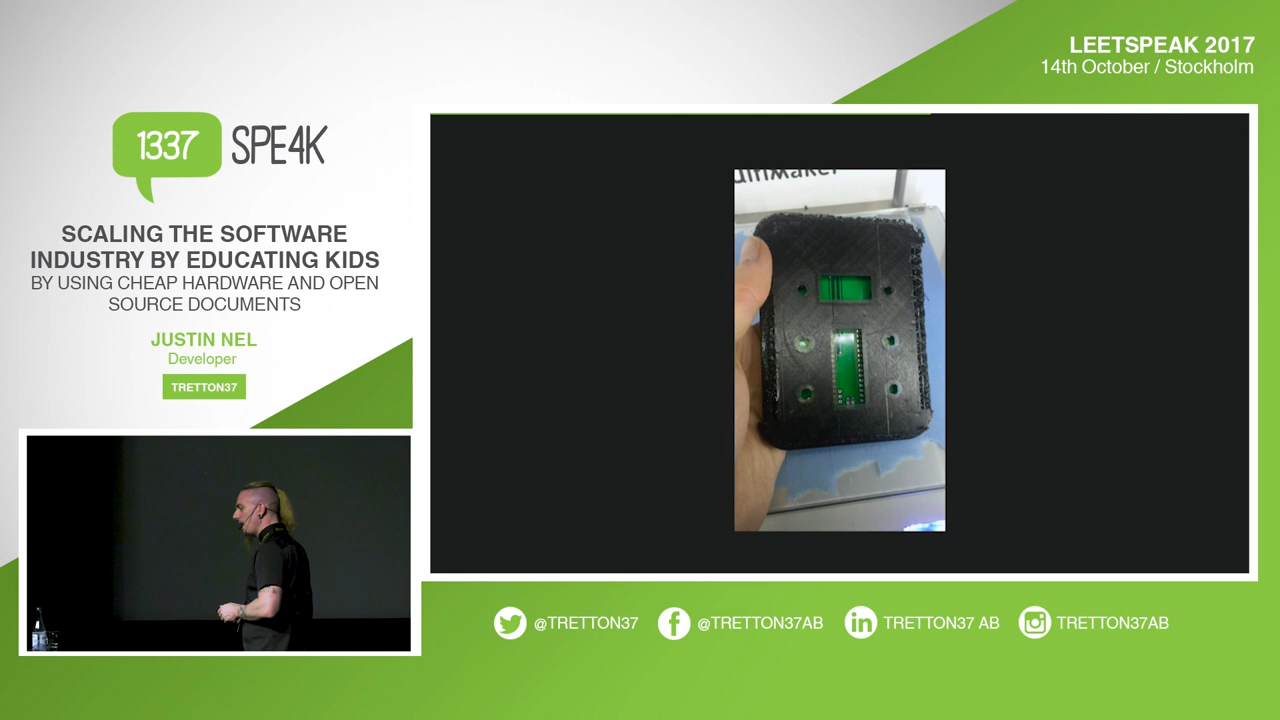 LEETSPEAK 2017
14th October / Stockholm
1337 SPE4K
SCALING THE SOFTWARE
INDUSTRY BY EDUCATING KIDS
BY USING CHEAP HARDWARE AND OPEN
SOURCE DOCUMENTS
JUSTIN NEL
Developer
TRETTON37
@TRETTON37
@TRETTON37AB
TRETTON37 AB
TRETTON37AB